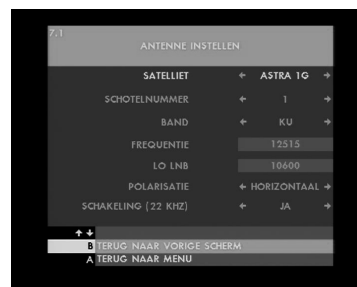 7.1
ANTENNE INSTELLEN
SATELLIET ← ASTRA 1G →
SCHOTELNUMMER ← 1 →
BAND ← KU →
FREQUENTIE 12515
LO LNB 10600
POLARISATIE ← HORIZONTAAL →
SCHAKELING (22 KHZ) ← JA →
↑ ↓
B TERUG NAAR VORIGE SCHERM
A TERUG NAAR MENU